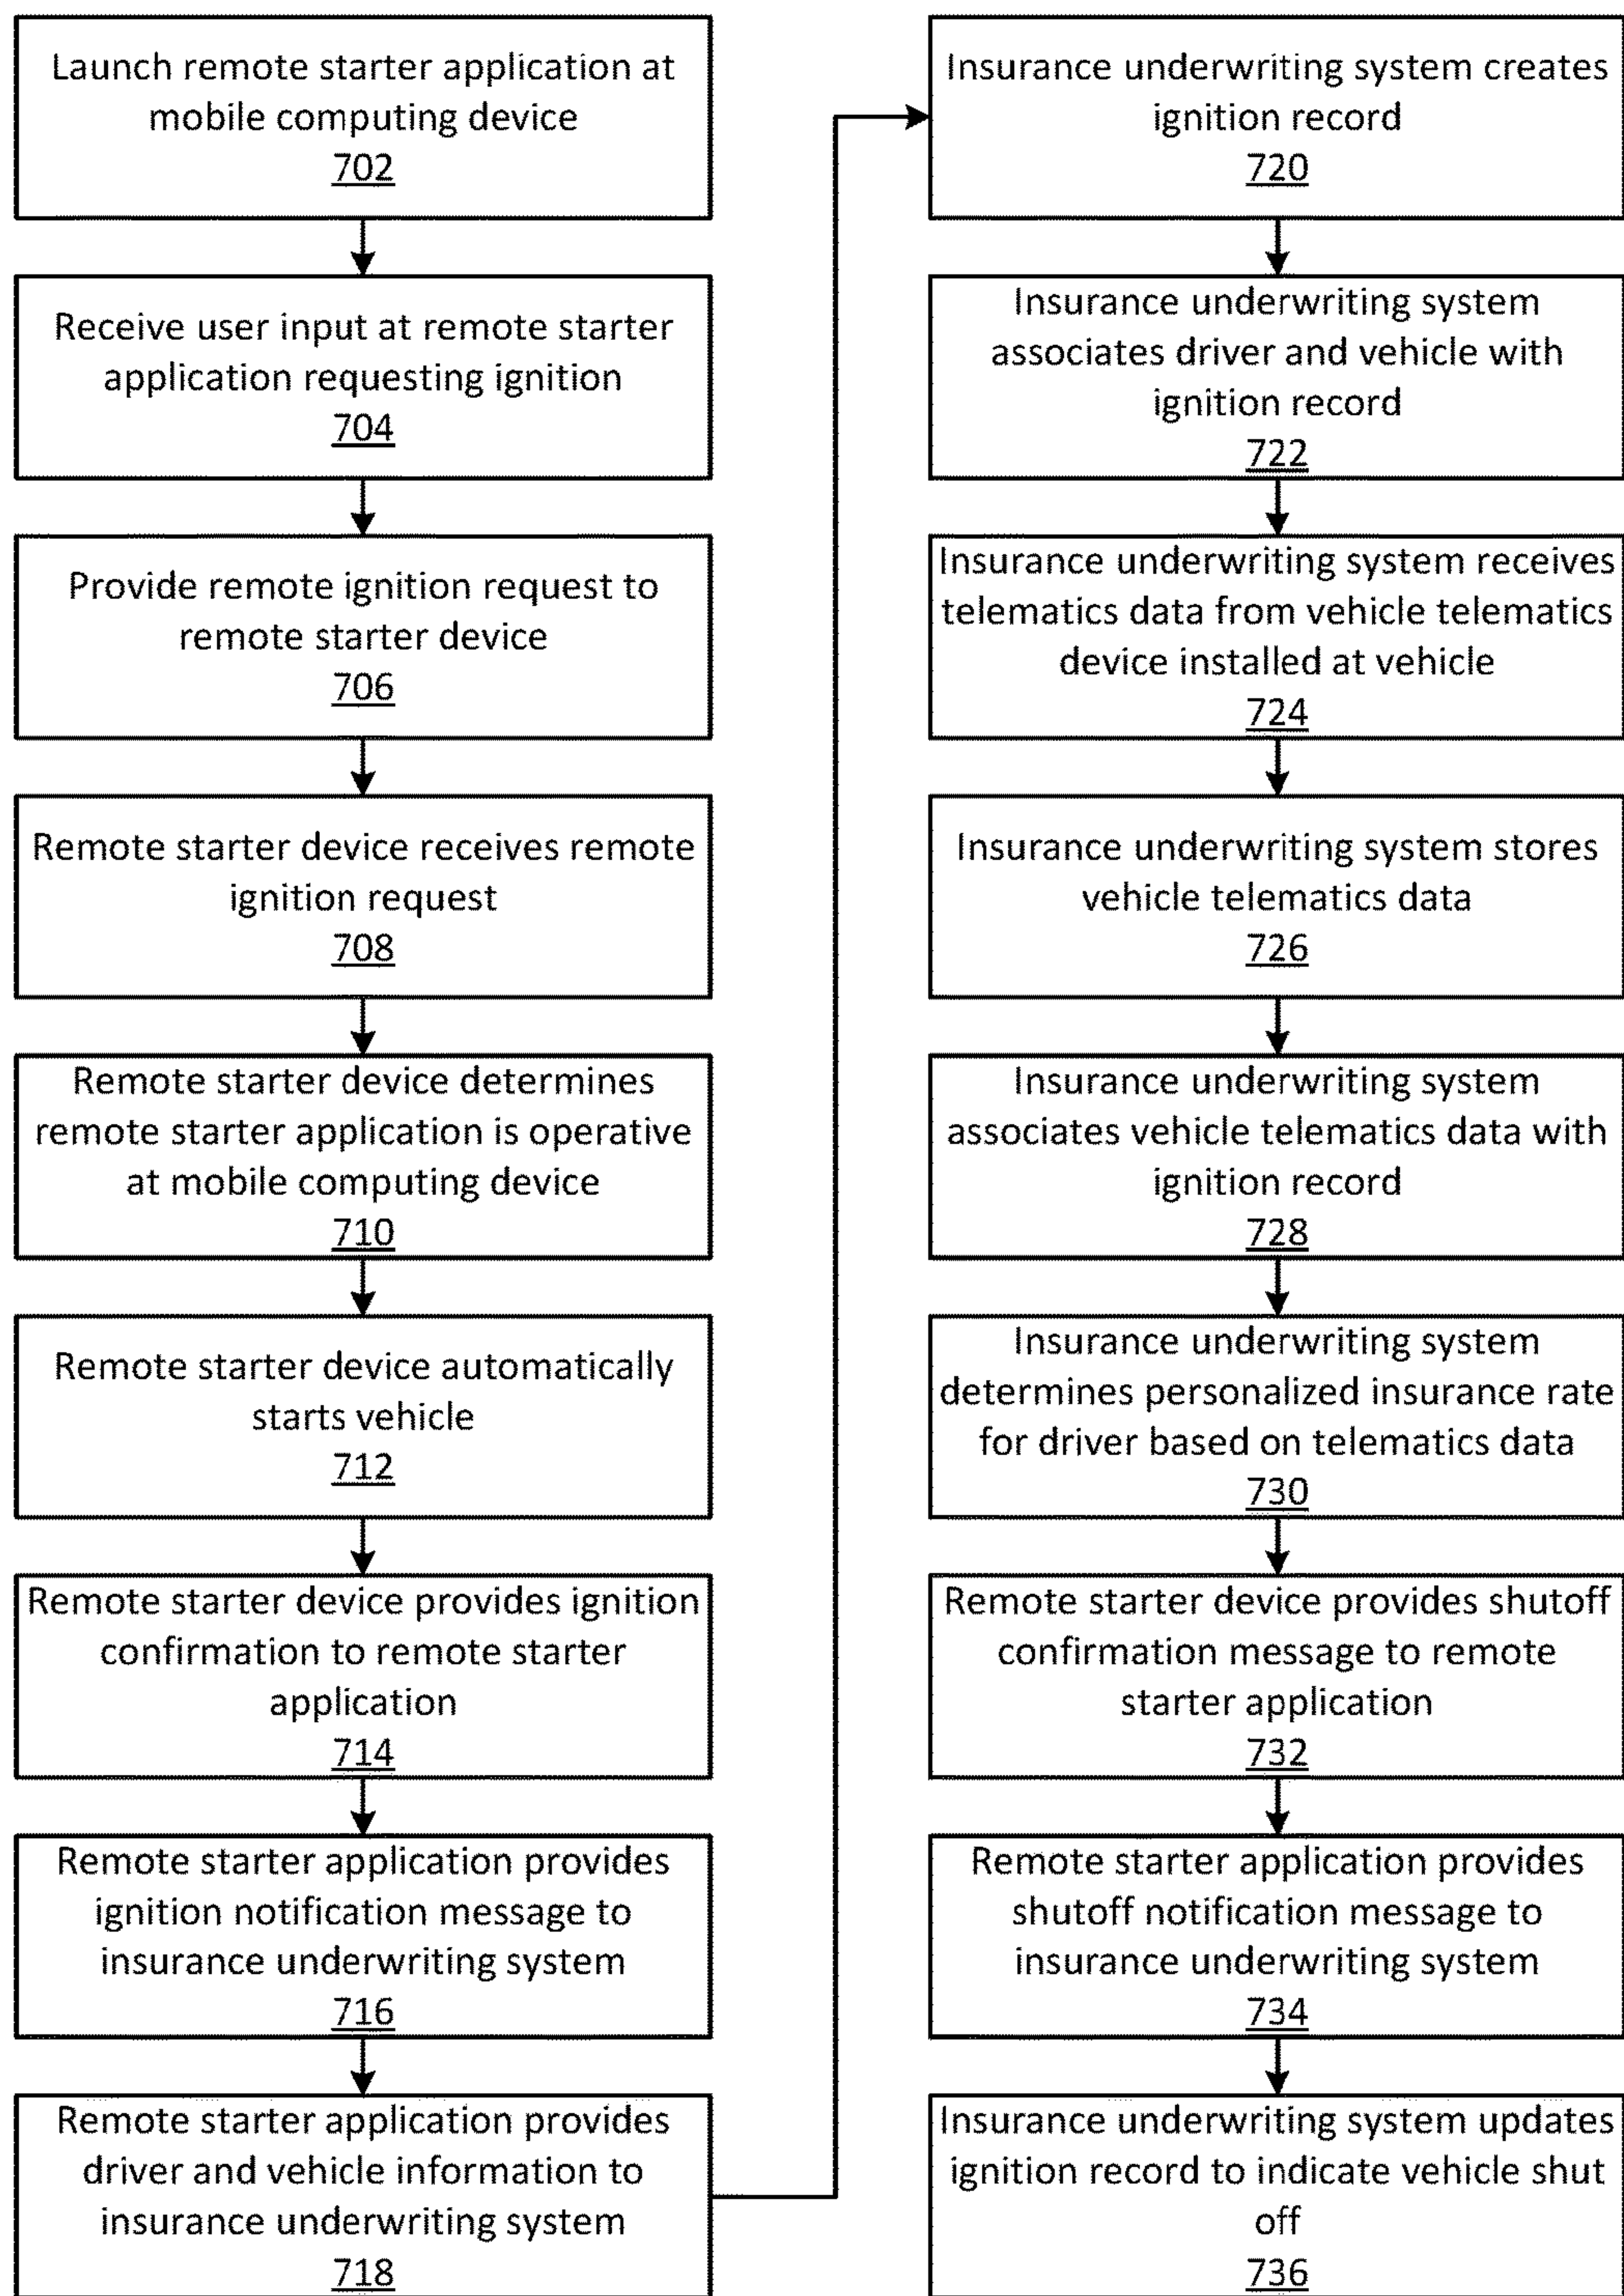 Launch remote starter application at
mobile computing device
702
Receive user input at remote starter
application requesting ignition
704
Provide remote ignition request to
remote starter device
706
Remote starter device receives remote
ignition request
708
Remote starter device determines
remote starter application is operative
at mobile computing device
710
Remote starter device automatically
starts vehicle
712
Remote starter device provides ignition
confirmation to remote starter
application
714
Remote starter application provides
ignition notification message to
insurance underwriting system
716
Remote starter application provides
driver and vehicle information to
insurance underwriting system
718
Insurance underwriting system creates
ignition record
720
Insurance underwriting system
associates driver and vehicle with
ignition record
722
Insurance underwriting system receives
telematics data from vehicle telematics
device installed at vehicle
724
Insurance underwriting system stores
vehicle telematics data
726
Insurance underwriting system
associates vehicle telematics data with
ignition record
728
Insurance underwriting system
determines personalized insurance rate
for driver based on telematics data
730
Remote starter device provides shutoff
confirmation message to remote
starter application
732
Remote starter application provides
shutoff notification message to
insurance underwriting system
734
Insurance underwriting system updates
ignition record to indicate vehicle shut
off
736